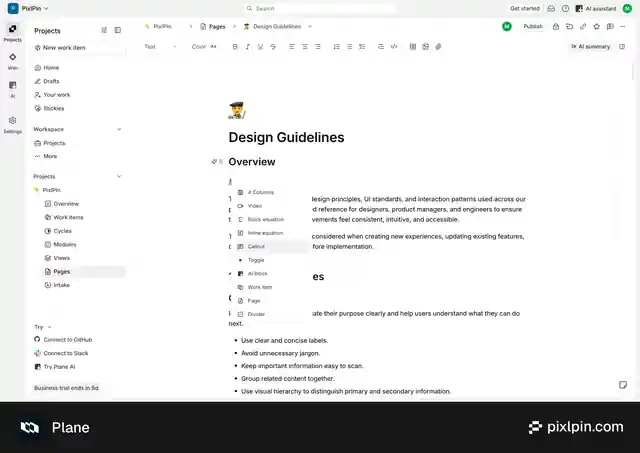 PixlPin
Search
Get started
AI assistant
M
Projects
Wiki
AI
Settings
Projects
New work item
Home
Drafts
Your work
Stickies
Workspace
Projects
More
Projects
PixlPin
Overview
Work items
Cycles
Modules
Views
Pages
Intake
Try
Connect to GitHub
Connect to Slack
Try Plane AI
Business trial ends in 8d
PixlPin > Pages > Design Guidelines
M
Publish
Text
Color
AI summary
Design Guidelines
Overview
/
4 Columns
Video
Block equation
Inline equation
Callout
Toggle
AI Block
Work item
Page
Divider
design principles, UI standards, and interaction patterns used across our
reference for designers, product managers, and engineers to ensure
feel consistent, intuitive, and accessible.
considered when creating new experiences, updating existing features,
implementation.
their purpose clearly and help users understand what they can do
next.
• Use clear and concise labels.
• Avoid unnecessary jargon.
• Keep important information easy to scan.
• Group related content together.
• Use visual hierarchy to distinguish primary and secondary information.
Plane
pixlpin.com